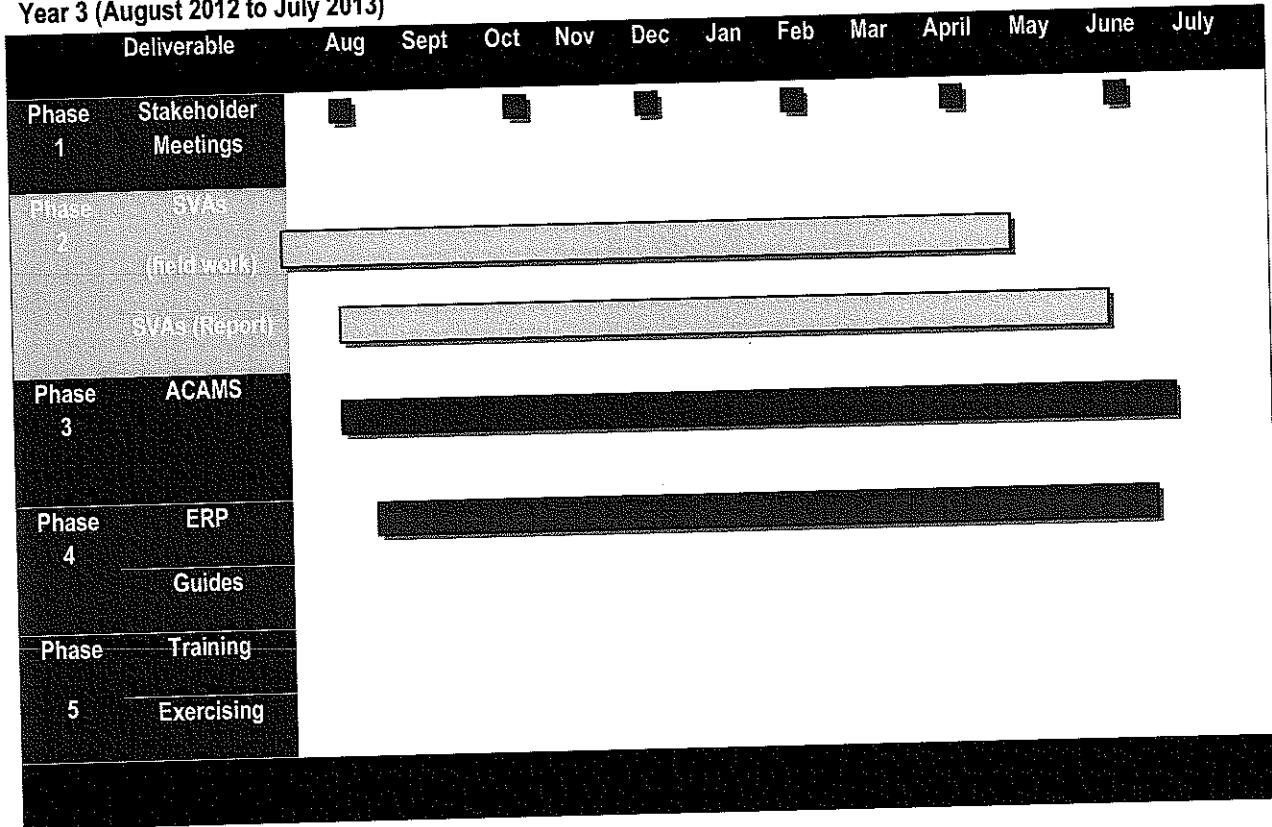 Year 3 (August 2012 to July 2013)
Deliverable Aug Sept Oct Nov Dec Jan Feb Mar April May June July
Phase Stakeholder
1 Meetings
Phase SVAs
2
(field work)
SVAs (Report)
Phase ACAMS
3
Phase ERP
4
Guides
Phase Training
5 Exercising